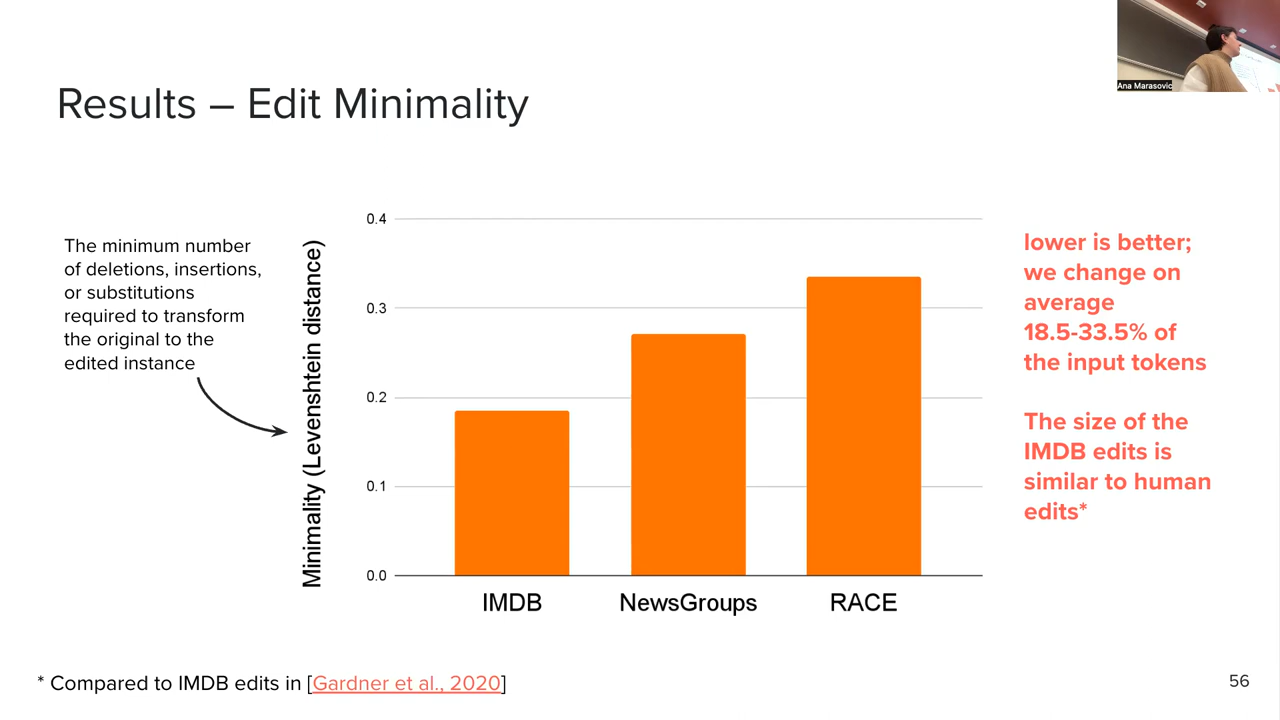 Ana Marasovic
Results – Edit Minimality
The minimum number
of deletions, insertions,
or substitutions
required to transform
the original to the
edited instance
Minimality (Levenshtein distance)
0.4
0.3
0.2
0.1
0.0
IMDB
NewsGroups
RACE
lower is better;
we change on
average
18.5-33.5% of
the input tokens
The size of the
IMDB edits is
similar to human
edits*
* Compared to IMDB edits in [Gardner et al., 2020]
56